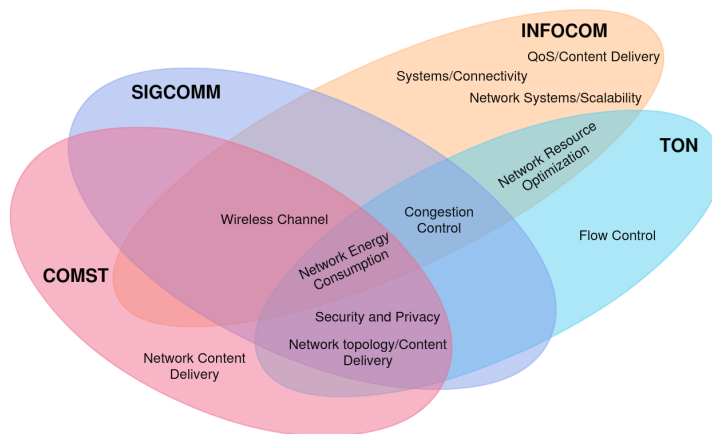 INFOCOM
QoS/Content Delivery
Systems/Connectivity
SIGCOMM
Network Systems/Scalability
Network Resource
Optimization
TON
Wireless Channel
Congestion
Control
Flow Control
Network Energy
Consumption
COMST
Security and Privacy
Network topology/Content
Delivery
Network Content
Delivery